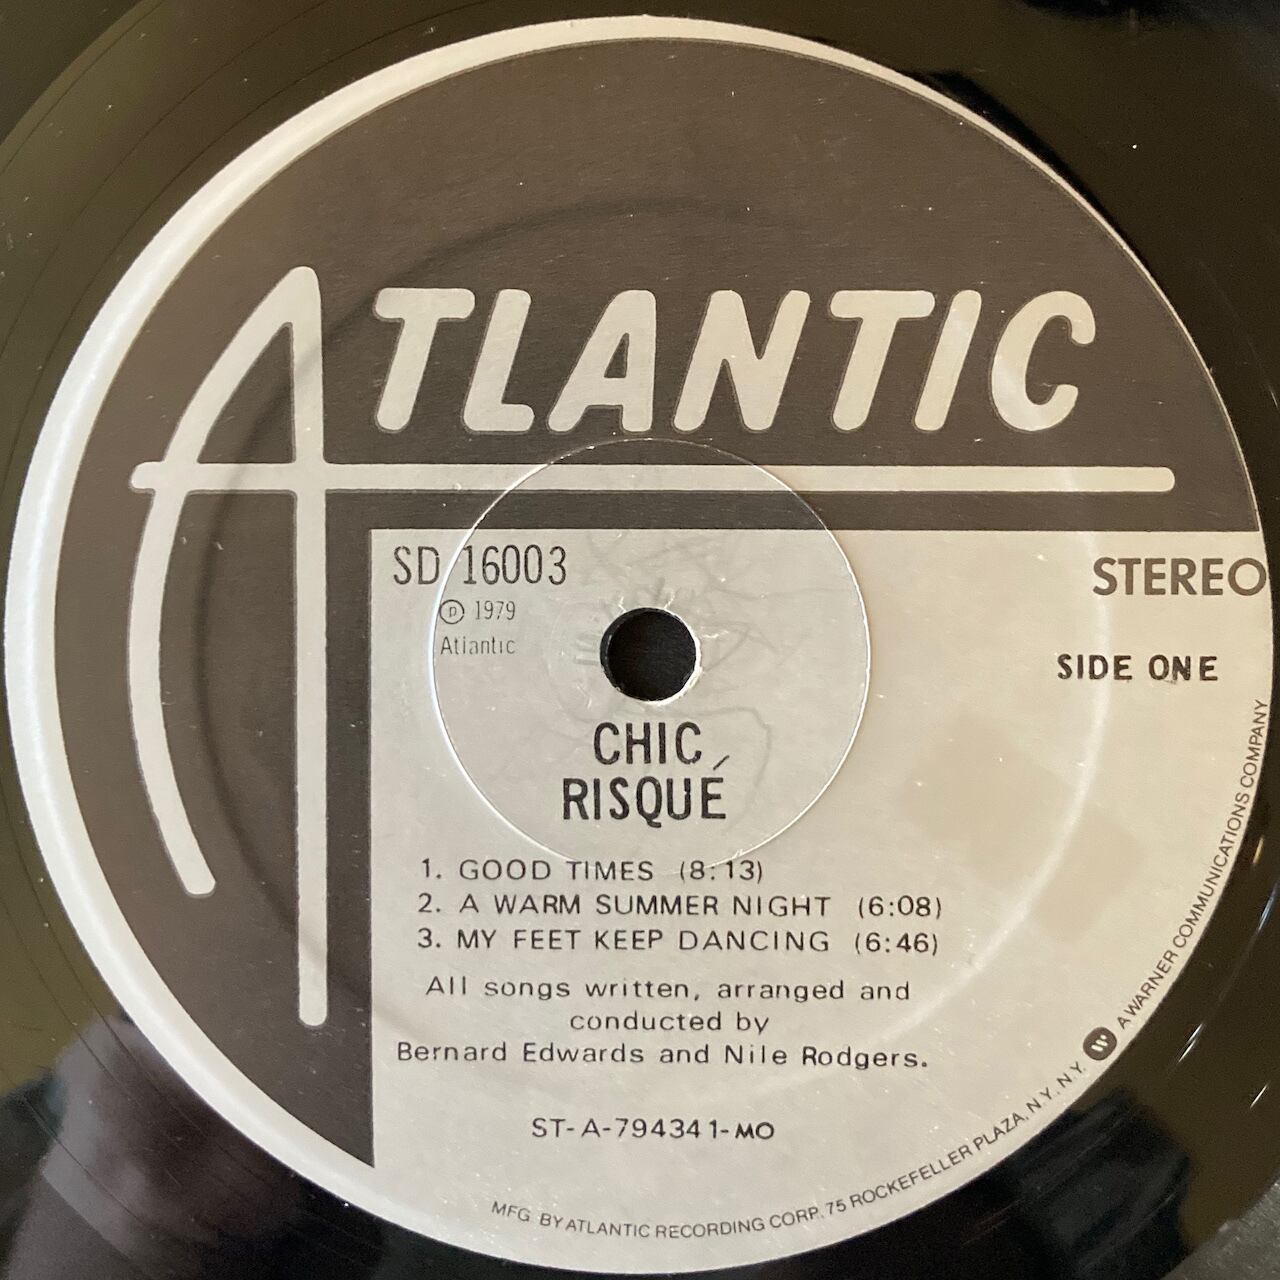 ATLANTIC
SD 16003
STEREO
℗ 1979
Atlantic
SIDE ONE
CHIC
RISQUÉ
1. GOOD TIMES (8:13)
2. A WARM SUMMER NIGHT (6:08)
3. MY FEET KEEP DANCING (6:46)
All songs written, arranged and
conducted by
Bernard Edwards and Nile Rodgers.
ST-A-794341-MO
MFG. BY ATLANTIC RECORDING CORP. 75 ROCKEFELLER PLAZA, N.Y. N.Y. W A WARNER COMMUNICATIONS COMPANY